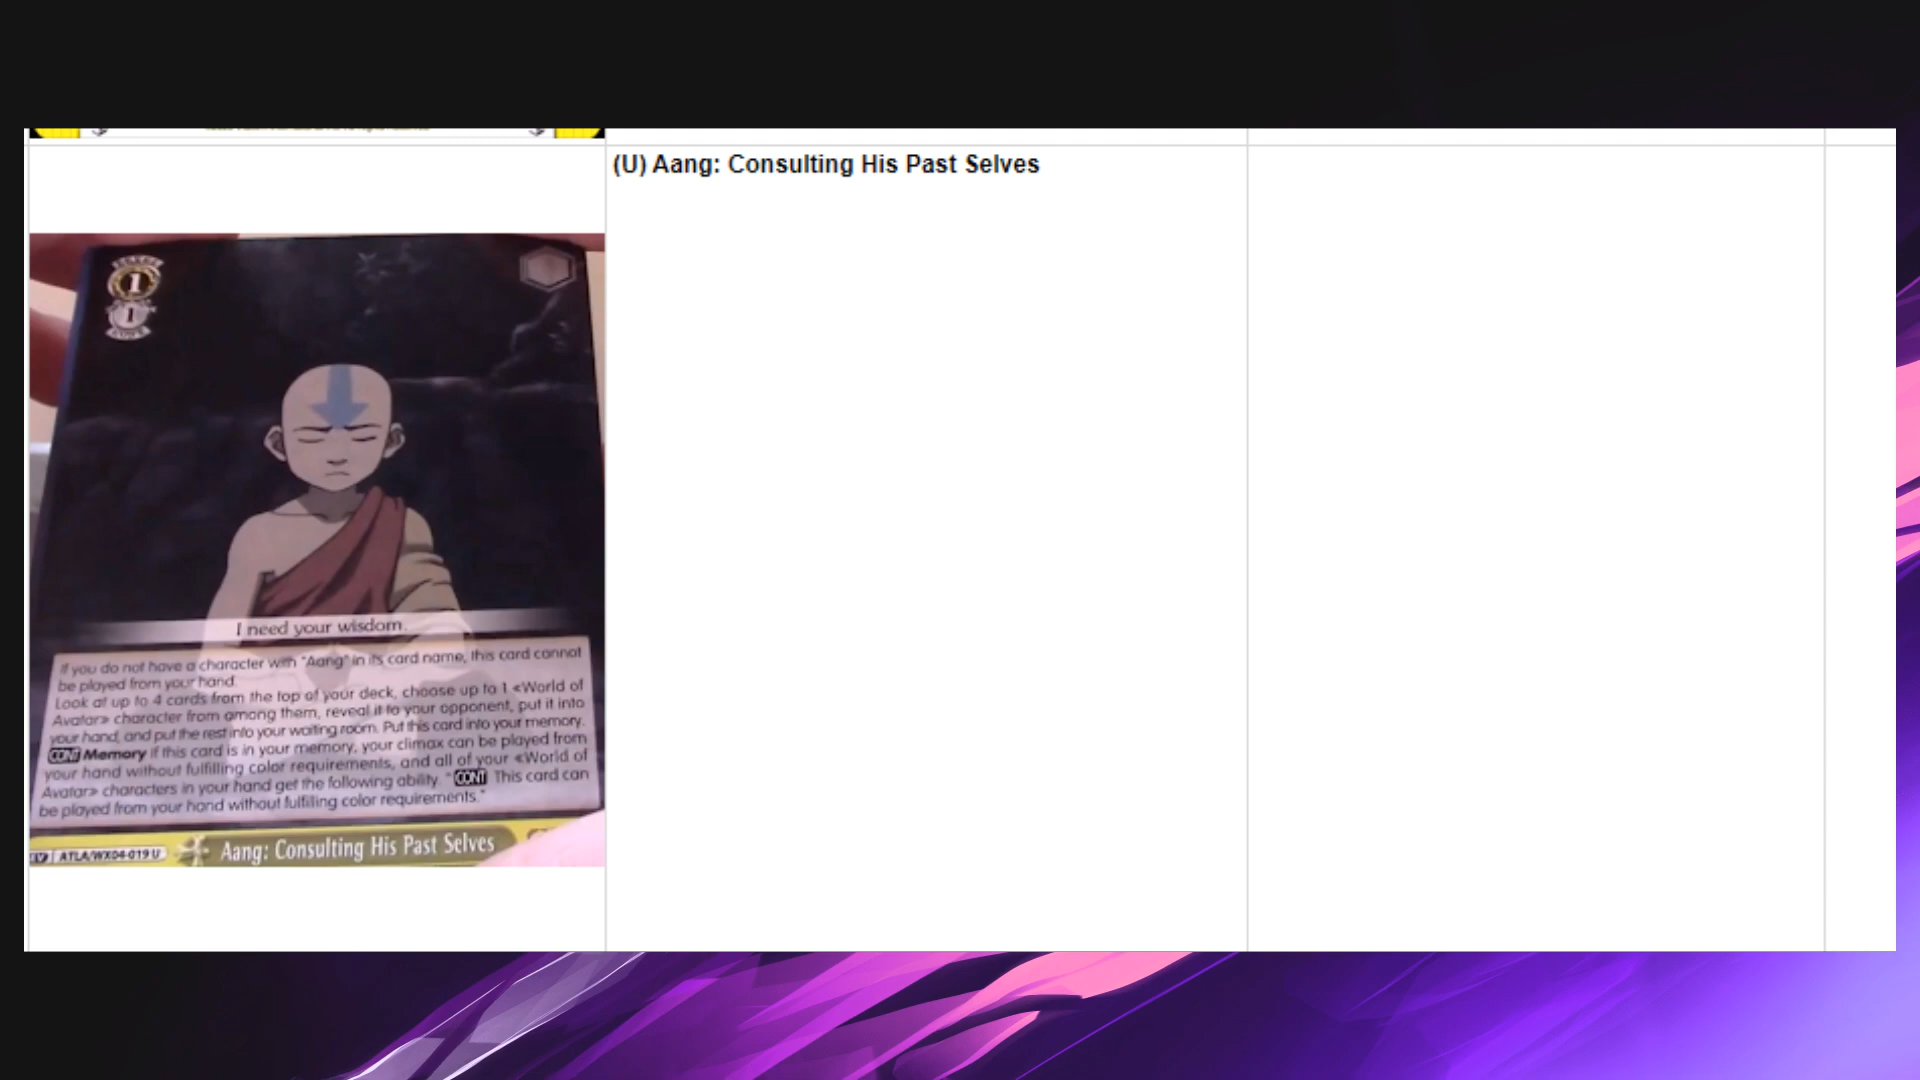 (U) Aang: Consulting His Past Selves
1
1
I need your wisdom.
If you do not have a character with "Aang" in its card name, this card cannot
be played from your hand.
Look at up to 4 cards from the top of your deck, choose up to 1 «World of
Avatar» character from among them, reveal it to your opponent, put it into
your hand, and put the rest into your waiting room. Put this card into your memory.
CONT Memory If this card is in your memory, your climax can be played from
your hand without fulfilling color requirements, and all of your «World of
Avatar» characters in your hand get the following ability. "CONT This card can
be played from your hand without fulfilling color requirements."
ATLA/WX04-019 U
Aang: Consulting His Past Selves